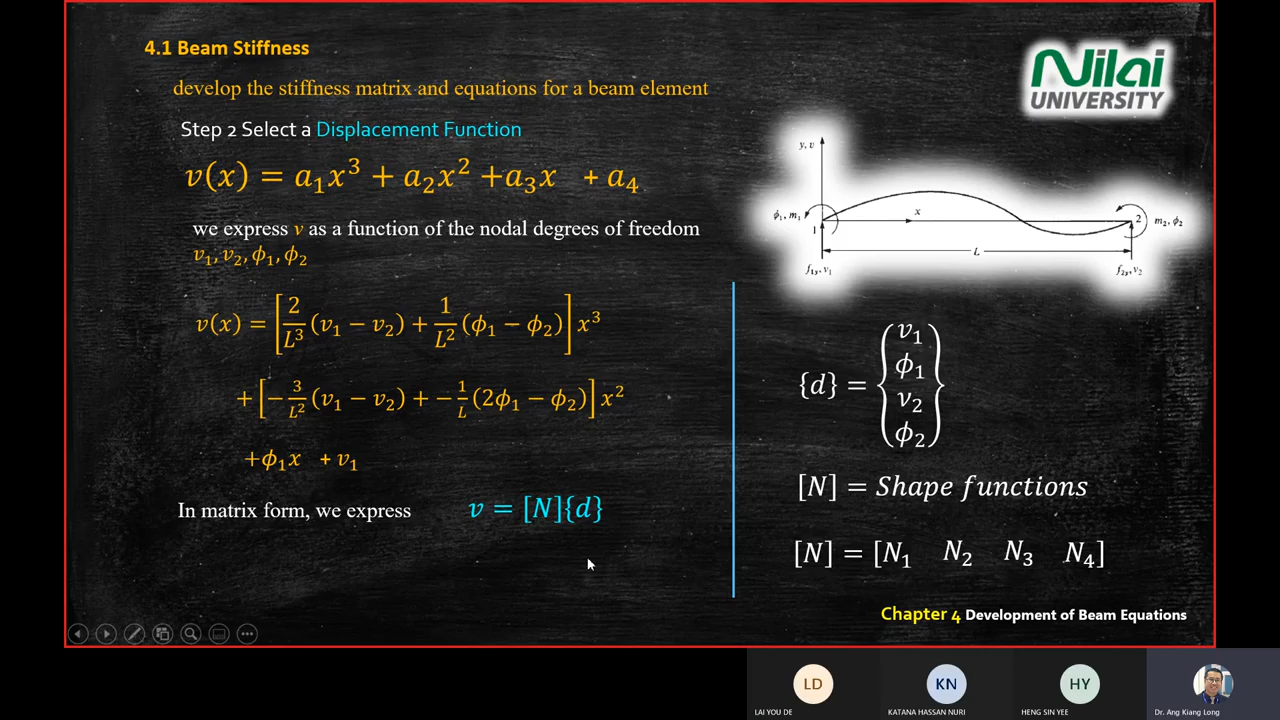 4.1 Beam Stiffness
develop the stiffness matrix and equations for a beam element
Step 2 Select a Displacement Function
v(x) = a₁x³ + a₂x² +a₃x + a₄
we express v as a function of the nodal degrees of freedom
v₁, v₂, ϕ₁, ϕ₂
v(x) = [2/L³ (v₁ − v₂) + 1/L² (ϕ₁ − ϕ₂)] x³
+ [−3/L² (v₁ − v₂) + −1/L (2ϕ₁ − ϕ₂)] x²
+ϕ₁x + v₁
In matrix form, we express v = [N]{d}
Nilai
UNIVERSITY
y, v
ϕ₁, m₁
x
1
2
m₂, ϕ₂
L
f₁y, v₁
f₂y, v₂
{d} = {v₁ ϕ₁ v₂ ϕ₂}
[N] = Shape functions
[N] = [N₁ N₂ N₃ N₄]
Chapter 4 Development of Beam Equations
LD
KN
HY
LAI YOU DE
KATANA HASSAN NURI
HENG SIN YEE
Dr. Ang Kiang Long